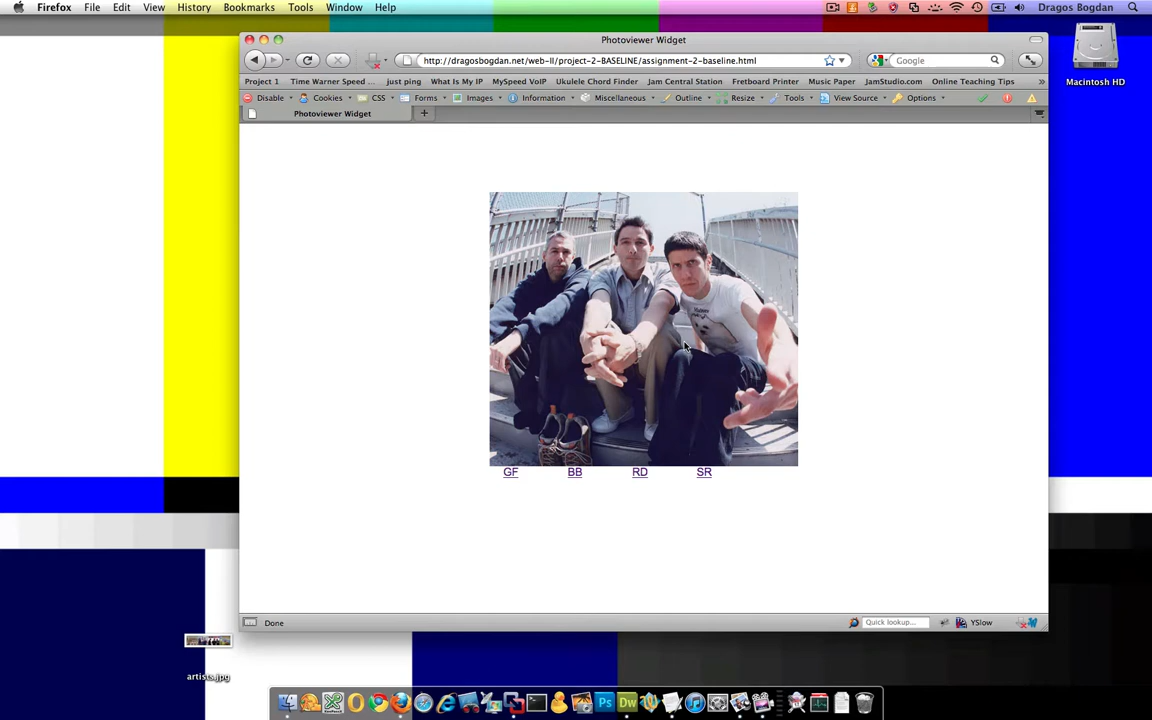 Firefox File Edit View History Bookmarks Tools Window Help Dragos Bogdan
Photoviewer Widget
http://dragosbogdan.net/web-II/project-2-BASELINE/assignment-2-baseline.html Google
Project 1 Time Warner Speed ... just ping What Is My IP MySpeed VoIP Ukulele Chord Finder Jam Central Station Fretboard Printer Music Paper JamStudio.com Online Teaching Tips »
Disable Cookies CSS Forms Images Information Miscellaneous Outline Resize Tools View Source Options
Photoviewer Widget +
Macintosh HD
GF BB RD SR
Done Quick lookup... YSlow
artists.jpg
Ps Dw